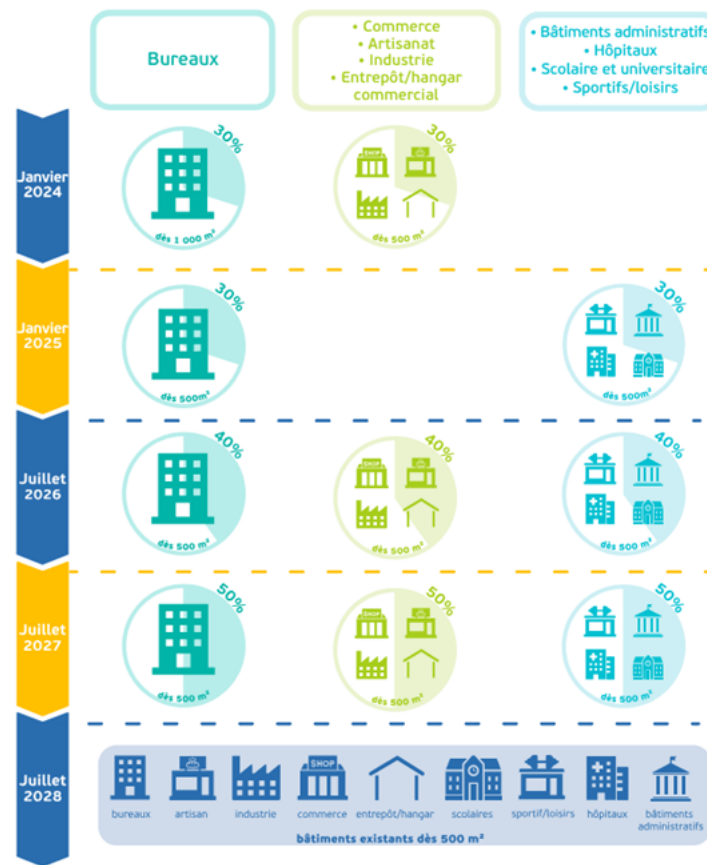 Bureaux
• Commerce
• Artisanat
• Industrie
• Entrepôt/hangar
commercial
• Bâtiments administratifs
• Hôpitaux
• Scolaire et universitaire
• Sportifs/loisirs
Janvier
2024
30%
dès 1 000 m²
30%
SHOP
dès 500 m²
Janvier
2025
30%
dès 500m²
30%
dès 500m²
Juillet
2026
40%
dès 500 m²
40%
SHOP
dès 500 m²
40%
dès 500 m²
Juillet
2027
50%
dès 500 m²
50%
SHOP
dès 500 m²
50%
dès 500 m²
Juillet
2028
SHOP
bureaux artisan industrie commerce entrepôt/hangar scolaires sportif/loisirs hôpitaux bâtiments
administratifs
bâtiments existants dès 500 m²